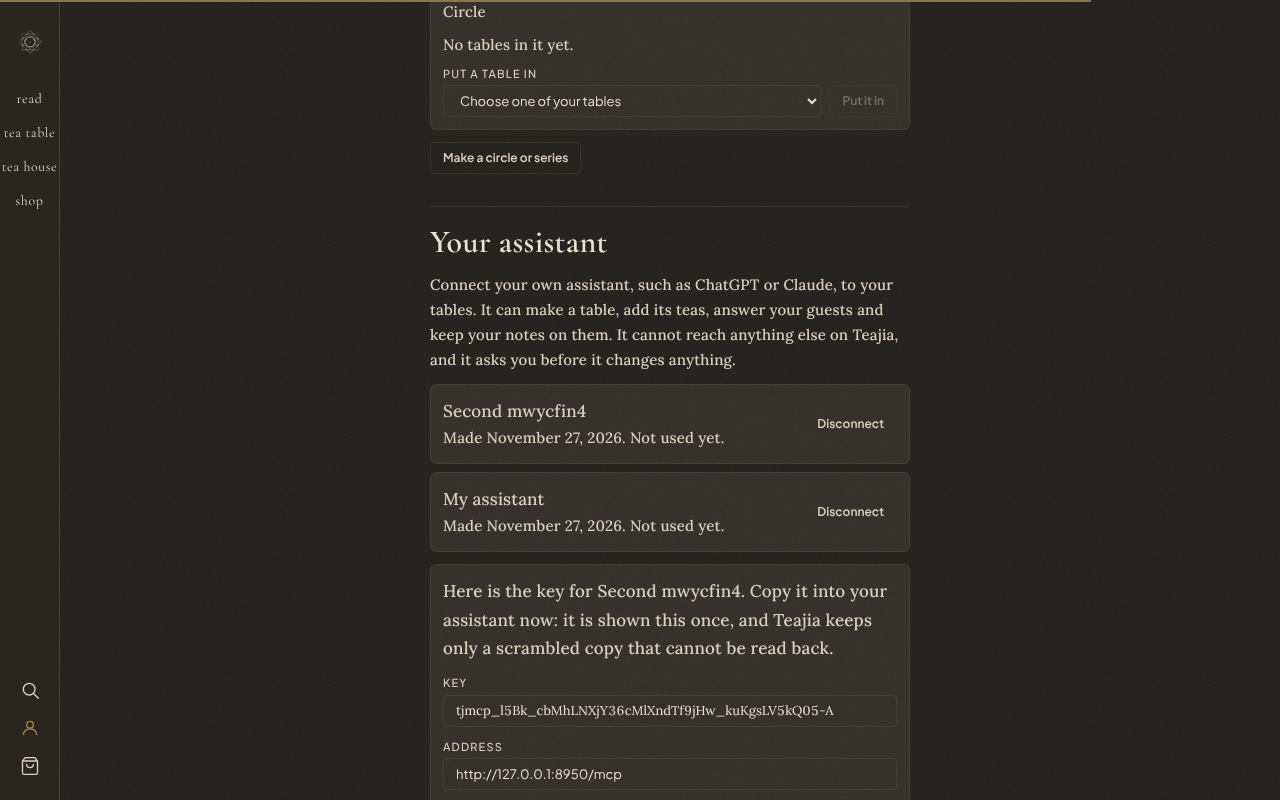 read
tea table
tea house
shop
Circle
No tables in it yet.
PUT A TABLE IN
Choose one of your tables
Put it in
Make a circle or series
Your assistant
Connect your own assistant, such as ChatGPT or Claude, to your
tables. It can make a table, add its teas, answer your guests and
keep your notes on them. It cannot reach anything else on Teajia,
and it asks you before it changes anything.
Second mwycfin4
Made November 27, 2026. Not used yet.
Disconnect
My assistant
Made November 27, 2026. Not used yet.
Disconnect
Here is the key for Second mwycfin4. Copy it into your
assistant now: it is shown this once, and Teajia keeps
only a scrambled copy that cannot be read back.
KEY
tjmcp_l5Bk_cbMhLNXjY36cMlXndTf9jHw_kuKgsLV5kQ05-A
ADDRESS
http://127.0.0.1:8950/mcp